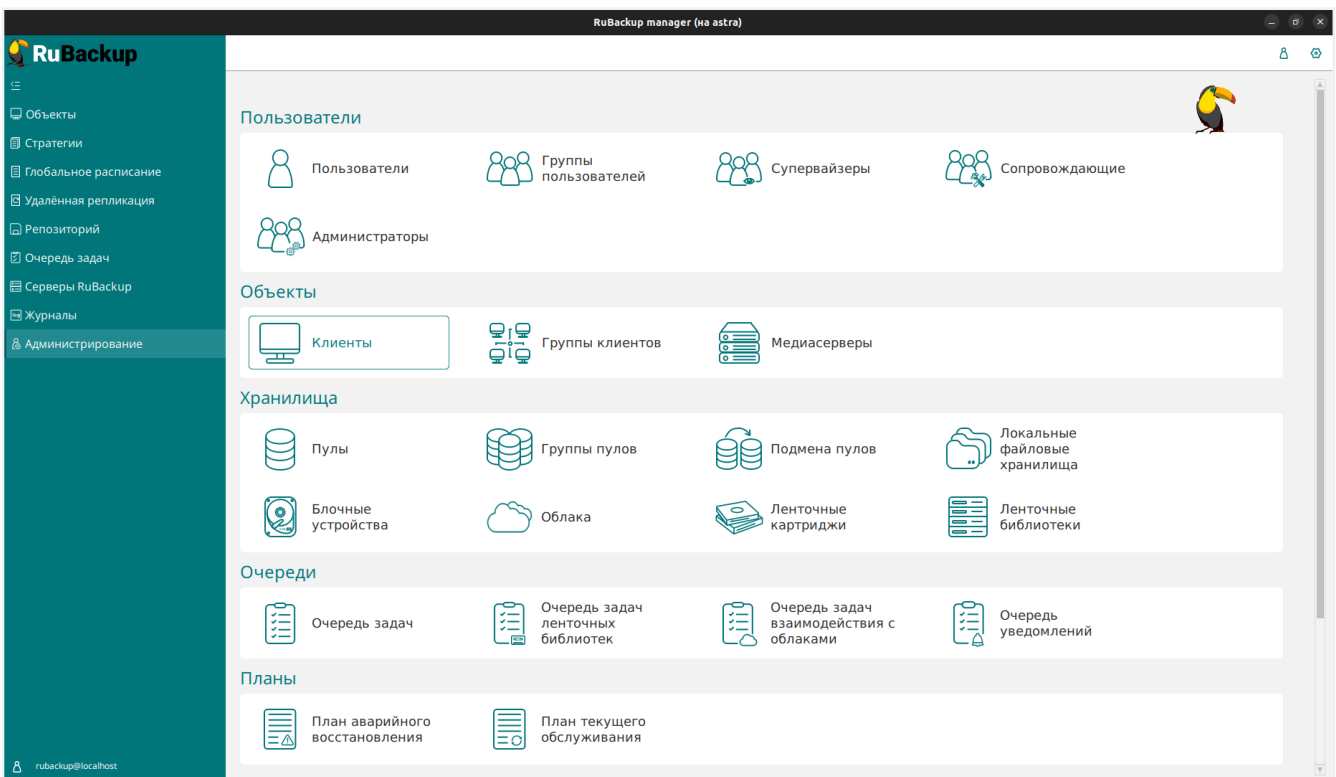 RuBackup manager (на astra)
RuBackup
Объекты
Стратегии
Глобальное расписание
Удалённая репликация
Репозиторий
Очередь задач
Серверы RuBackup
Журналы
Администрирование
rubackup@localhost
Пользователи
Пользователи
Группы
пользователей
Супервайзеры
Сопровождающие
Администраторы
Объекты
Клиенты
Группы клиентов
Медиасерверы
Хранилища
Пулы
Группы пулов
Подмена пулов
Локальные
файловые
хранилища
Блочные
устройства
Облака
Ленточные
картриджи
Ленточные
библиотеки
Очереди
Очередь задач
Очередь задач
ленточных
библиотек
Очередь задач
взаимодействия с
облаками
Очередь
уведомлений
Планы
План аварийного
восстановления
План текущего
обслуживания